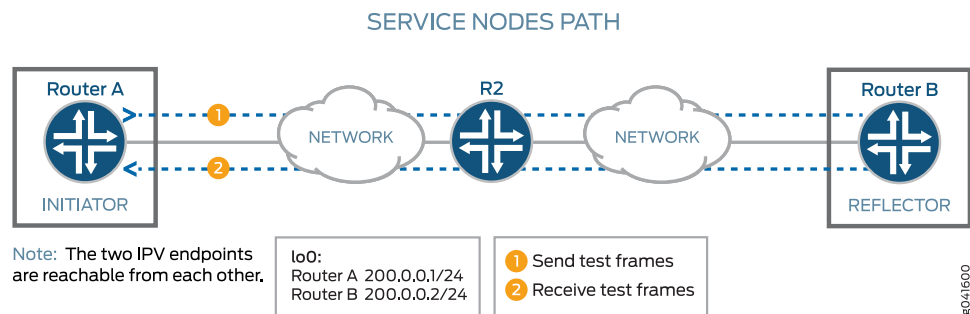 SERVICE NODES PATH
Router A
R2
Router B
1
NETWORK
NETWORK
2
INITIATOR
REFLECTOR
Note: The two IPV endpoints
are reachable from each other.
lo0:
Router A 200.0.0.1/24
Router B 200.0.0.2/24
1 Send test frames
2 Receive test frames
g041600